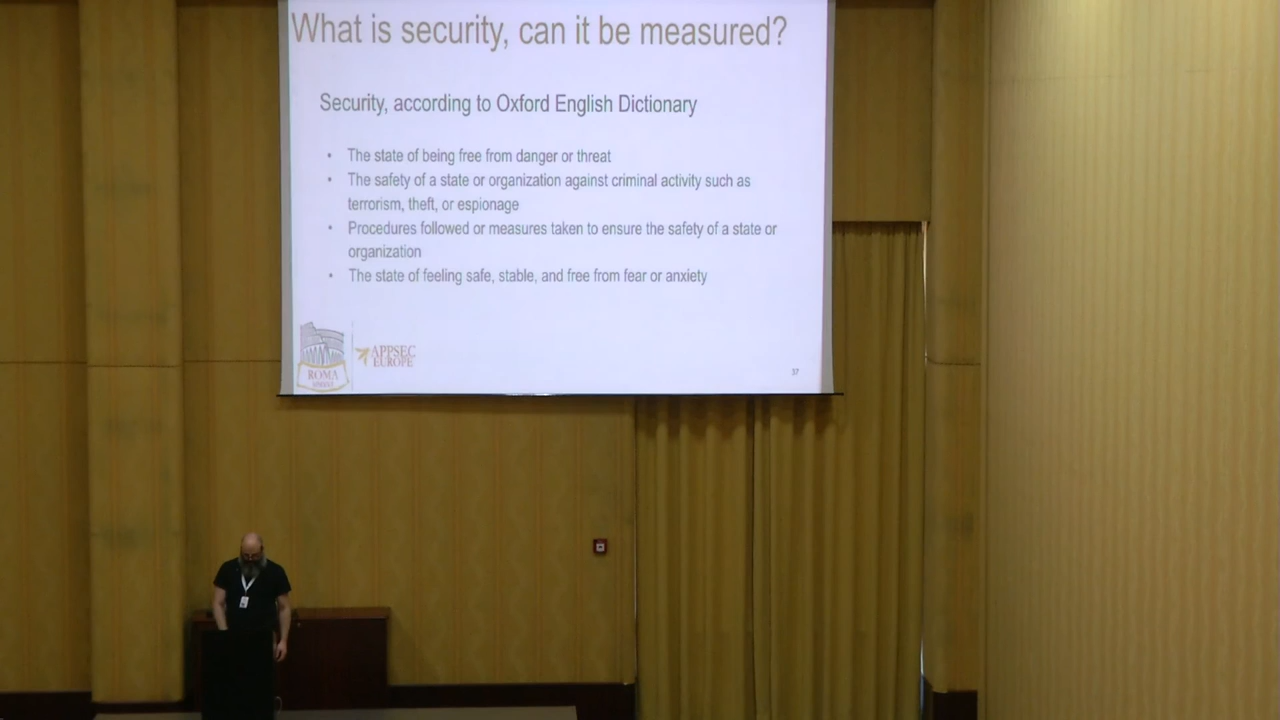 What is security, can it be measured?
Security, according to Oxford English Dictionary
• The state of being free from danger or threat
• The safety of a state or organization against criminal activity such as
terrorism, theft, or espionage
• Procedures followed or measures taken to ensure the safety of a state or
organization
• The state of feeling safe, stable, and free from fear or anxiety
ROMA
APPSEC
EUROPE
37